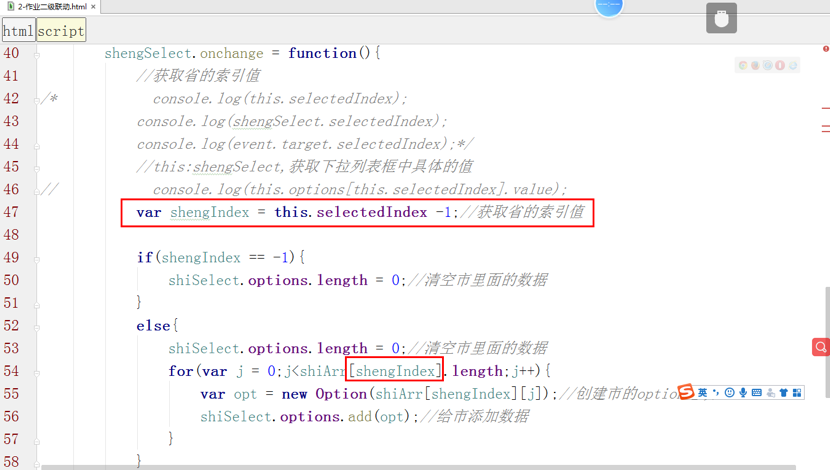 2-作业二级联动.html ×
html script
40 shengSelect.onchange = function(){
41 //获取省的索引值
42 /* console.log(this.selectedIndex);
43 console.log(shengSelect.selectedIndex);
44 console.log(event.target.selectedIndex);*/
45 //this:shengSelect,获取下拉列表框中具体的值
46 // console.log(this.options[this.selectedIndex].value);
47 var shengIndex = this.selectedIndex -1;//获取省的索引值
48
49 if(shengIndex == -1){
50 shiSelect.options.length = 0;//清空市里面的数据
51 }
52 else{
53 shiSelect.options.length = 0;//清空市里面的数据
54 for(var j = 0;j<shiArr[shengIndex].length;j++){
55 var opt = new Option(shiArr[shengIndex][j]);//创建市的option
56 shiSelect.options.add(opt);//给市添加数据
57 }
58 }
S 英